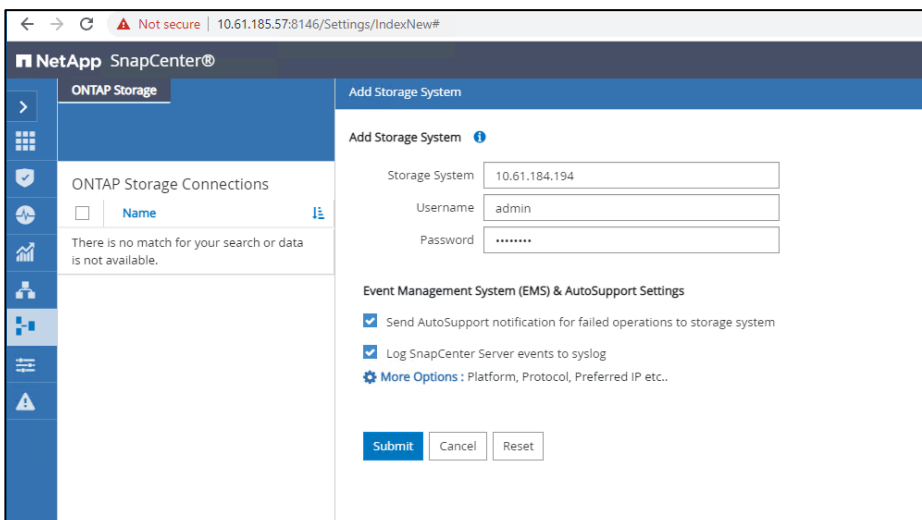 Not secure | 10.61.185.57:8146/Settings/IndexNew#
NetApp SnapCenter®
ONTAP Storage
ONTAP Storage Connections
Name
There is no match for your search or data
is not available.
Add Storage System
Add Storage System
Storage System 10.61.184.194
Username admin
Password ••••••••
Event Management System (EMS) & AutoSupport Settings
Send AutoSupport notification for failed operations to storage system
Log SnapCenter Server events to syslog
More Options : Platform, Protocol, Preferred IP etc..
Submit Cancel Reset